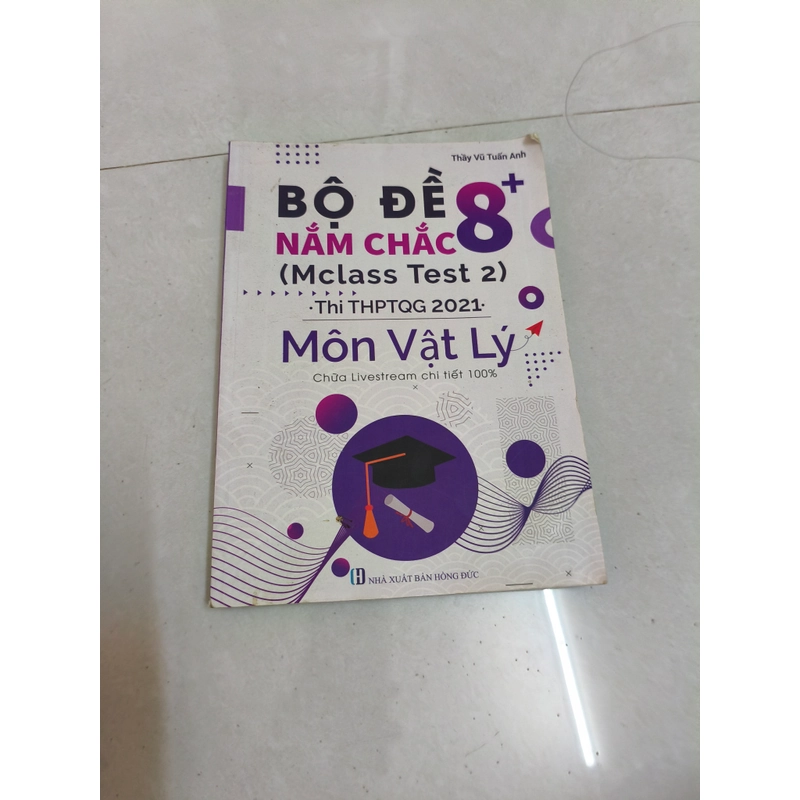 Thầy Vũ Tuấn Anh
BỘ ĐỀ 8+
NẮM CHẮC
(Mclass Test 2)
·Thi THPTQG 2021·
Môn Vật Lý
Chữa Livestream chi tiết 100%
NHÀ XUẤT BẢN HỒNG ĐỨC